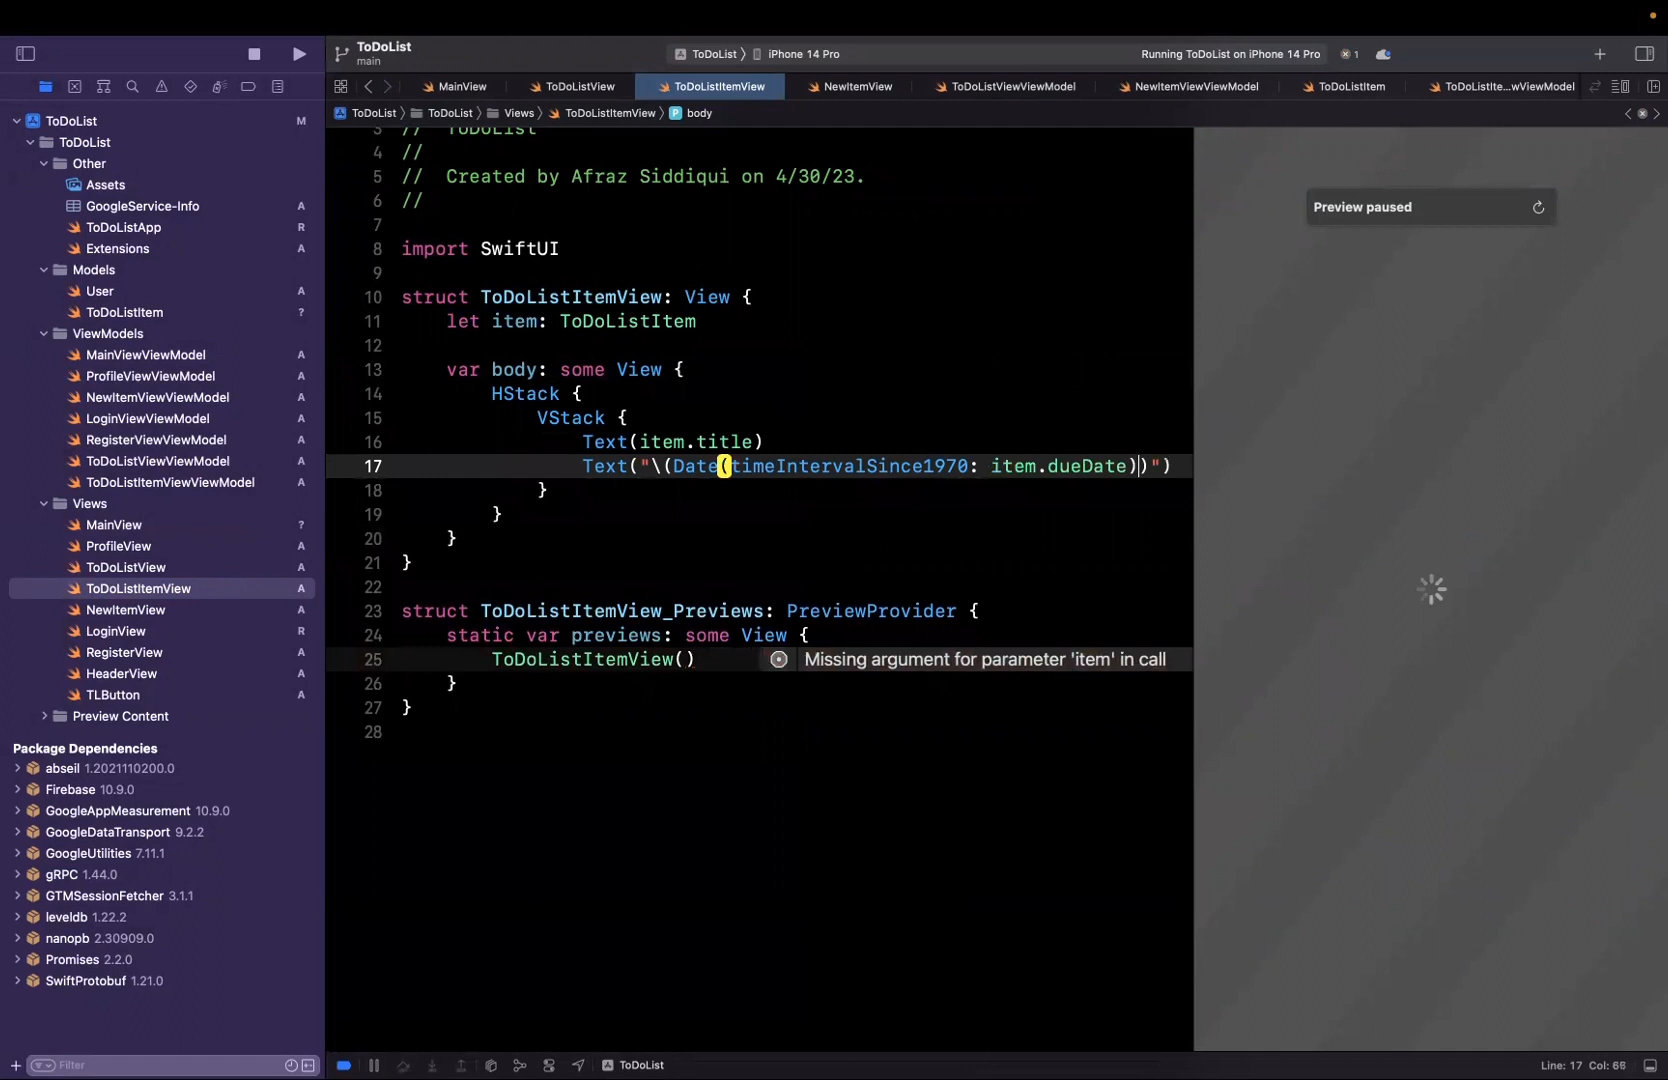 ToDoList
main
ToDoList 〉 iPhone 14 Pro
Running ToDoList on iPhone 14 Pro
1
MainView
ToDoListView
ToDoListItemView
NewItemView
ToDoListViewViewModel
NewItemViewViewModel
ToDoListItem
ToDoListIte...wViewModel
ToDoList 〉 ToDoList 〉 Views 〉 ToDoListItemView 〉 P body
ToDoList M
ToDoList
Other
Assets
GoogleService-Info A
ToDoListApp R
Extensions A
Models
User A
ToDoListItem ?
ViewModels
MainViewViewModel A
ProfileViewViewModel A
NewItemViewViewModel A
LoginViewViewModel A
RegisterViewViewModel A
ToDoListViewViewModel A
ToDoListItemViewViewModel A
Views
MainView ?
ProfileView A
ToDoListView A
ToDoListItemView A
NewItemView A
LoginView R
RegisterView A
HeaderView A
TLButton A
Preview Content
Package Dependencies
abseil 1.2021110200.0
Firebase 10.9.0
GoogleAppMeasurement 10.9.0
GoogleDataTransport 9.2.2
GoogleUtilities 7.11.1
gRPC 1.44.0
GTMSessionFetcher 3.1.1
leveldb 1.22.2
nanopb 2.30909.0
Promises 2.2.0
SwiftProtobuf 1.21.0
Filter
3 //  ToDoList
4 //
5 //  Created by Afraz Siddiqui on 4/30/23.
6 //
7
8 import SwiftUI
9
10 struct ToDoListItemView: View {
11     let item: ToDoListItem
12
13     var body: some View {
14         HStack {
15             VStack {
16                 Text(item.title)
17                 Text("\(Date(timeIntervalSince1970: item.dueDate))")
18             }
19         }
20     }
21 }
22
23 struct ToDoListItemView_Previews: PreviewProvider {
24     static var previews: some View {
25         ToDoListItemView() Missing argument for parameter 'item' in call
26     }
27 }
28
Preview paused
ToDoList
Line: 17 Col: 66